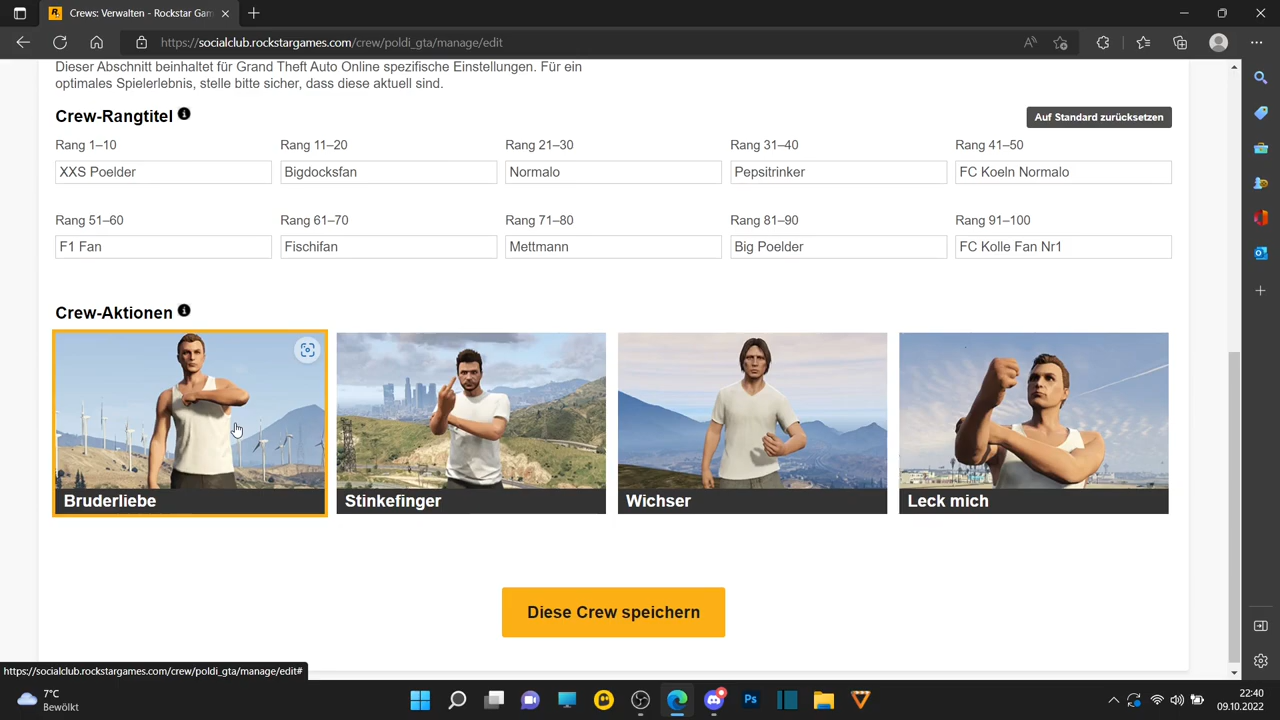 Crews: Verwalten - Rockstar Gam
https://socialclub.rockstargames.com/crew/poldi_gta/manage/edit
Dieser Abschnitt beinhaltet für Grand Theft Auto Online spezifische Einstellungen. Für ein
optimales Spielerlebnis, stelle bitte sicher, dass diese aktuell sind.
Crew-Rangtitel
Auf Standard zurücksetzen
Rang 1–10 Rang 11–20 Rang 21–30 Rang 31–40 Rang 41–50
XXS Poelder Bigdocksfan Normalo Pepsitrinker FC Koeln Normalo
Rang 51–60 Rang 61–70 Rang 71–80 Rang 81–90 Rang 91–100
F1 Fan Fischifan Mettmann Big Poelder FC Kolle Fan Nr1
Crew-Aktionen
Bruderliebe Stinkefinger Wichser Leck mich
Diese Crew speichern
https://socialclub.rockstargames.com/crew/poldi_gta/manage/edit#
7°C
Bewölkt
Ps
22:40
09.10.2022